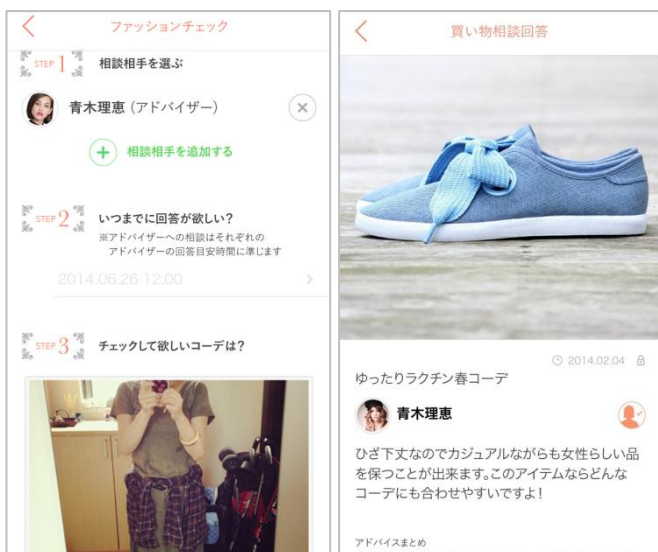 ファッションチェック
STEP 1 相談相手を選ぶ
青木理恵 (アドバイザー)
相談相手を追加する
STEP 2 いつまでに回答が欲しい?
※アドバイザーへの相談はそれぞれの
アドバイザーの回答目安時間に準じます
2014.06.26 12:00
STEP 3 チェックして欲しいコーデは?
買い物相談回答
2014.02.04
ゆったりラクチン春コーデ
青木理恵
ひざ下丈なのでカジュアルながらも女性らしい品
を保つことが出来ます。このアイテムならどんな
コーデにも合わせやすいですよ!
アドバイスまとめ